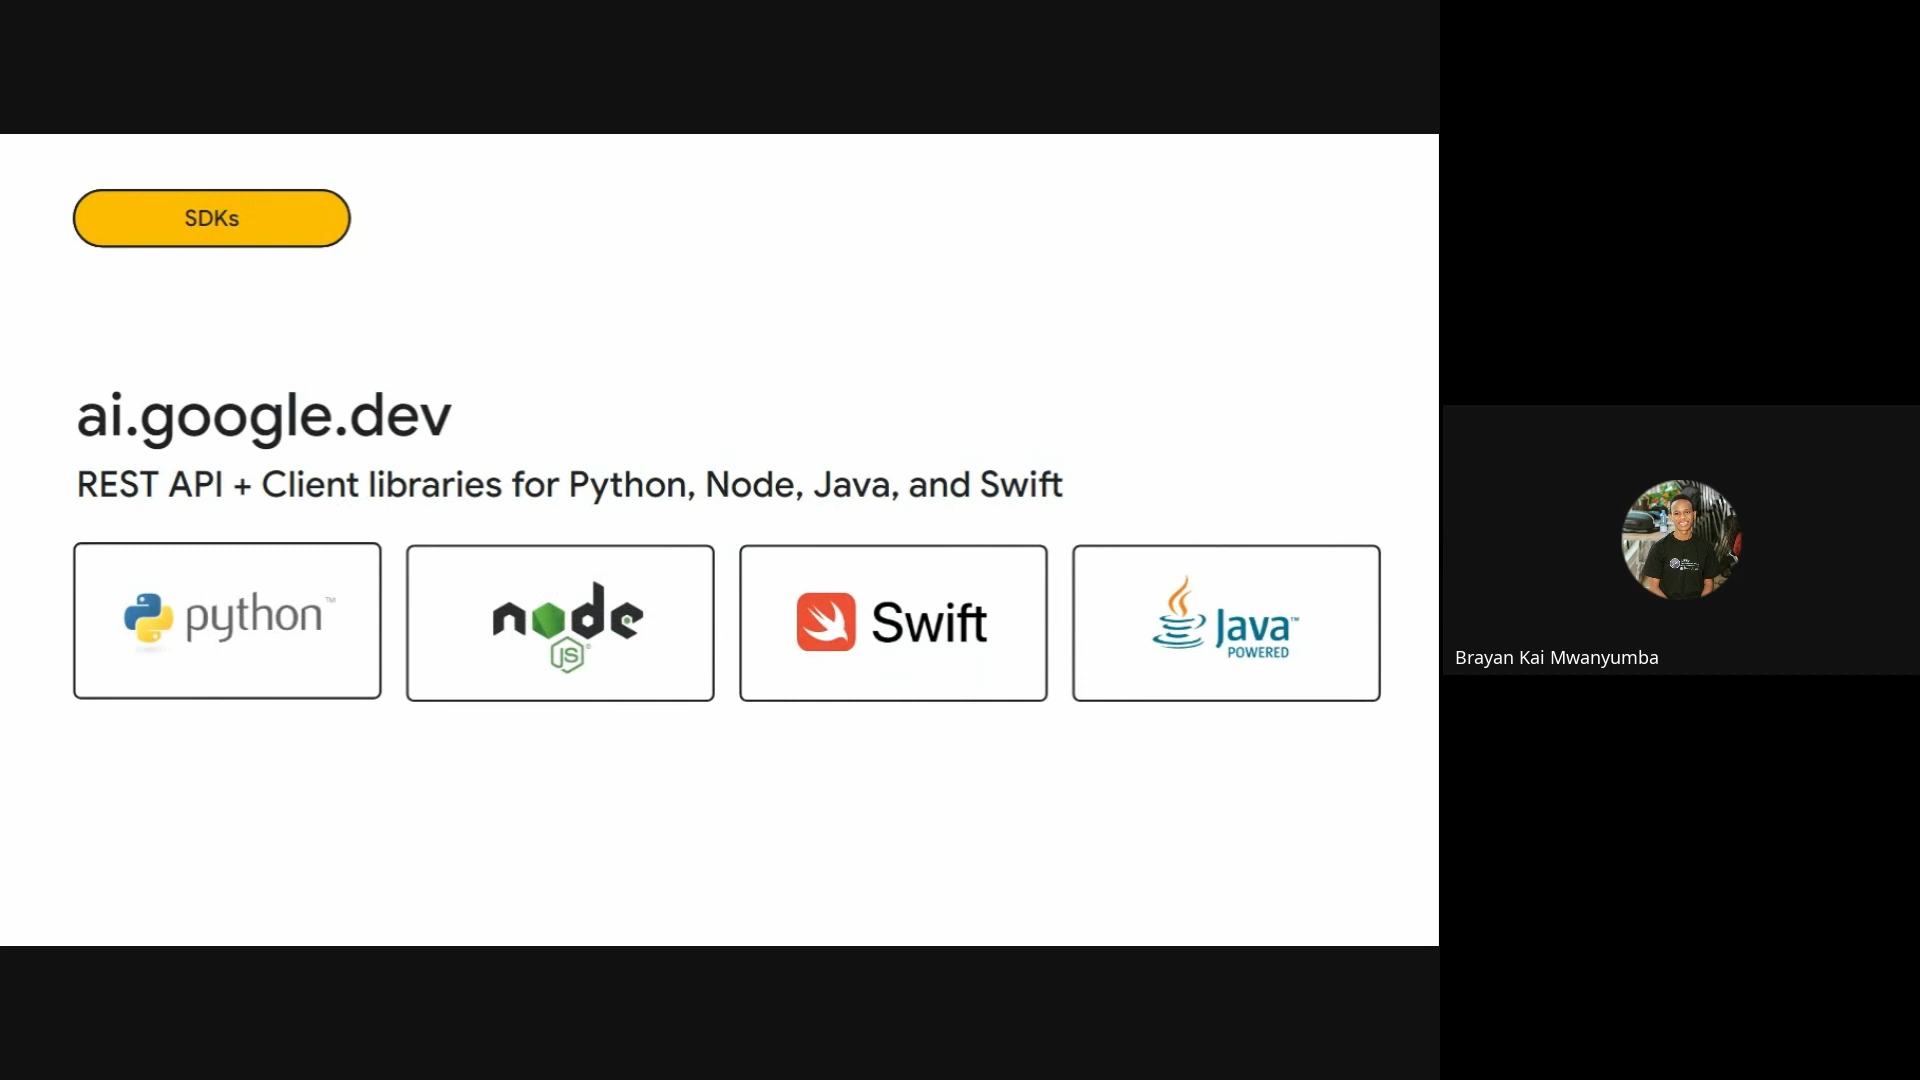 SDKs
ai.google.dev
REST API + Client libraries for Python, Node, Java, and Swift
python™
node
JS
Swift
Java™
POWERED
Brayan Kai Mwanyumba